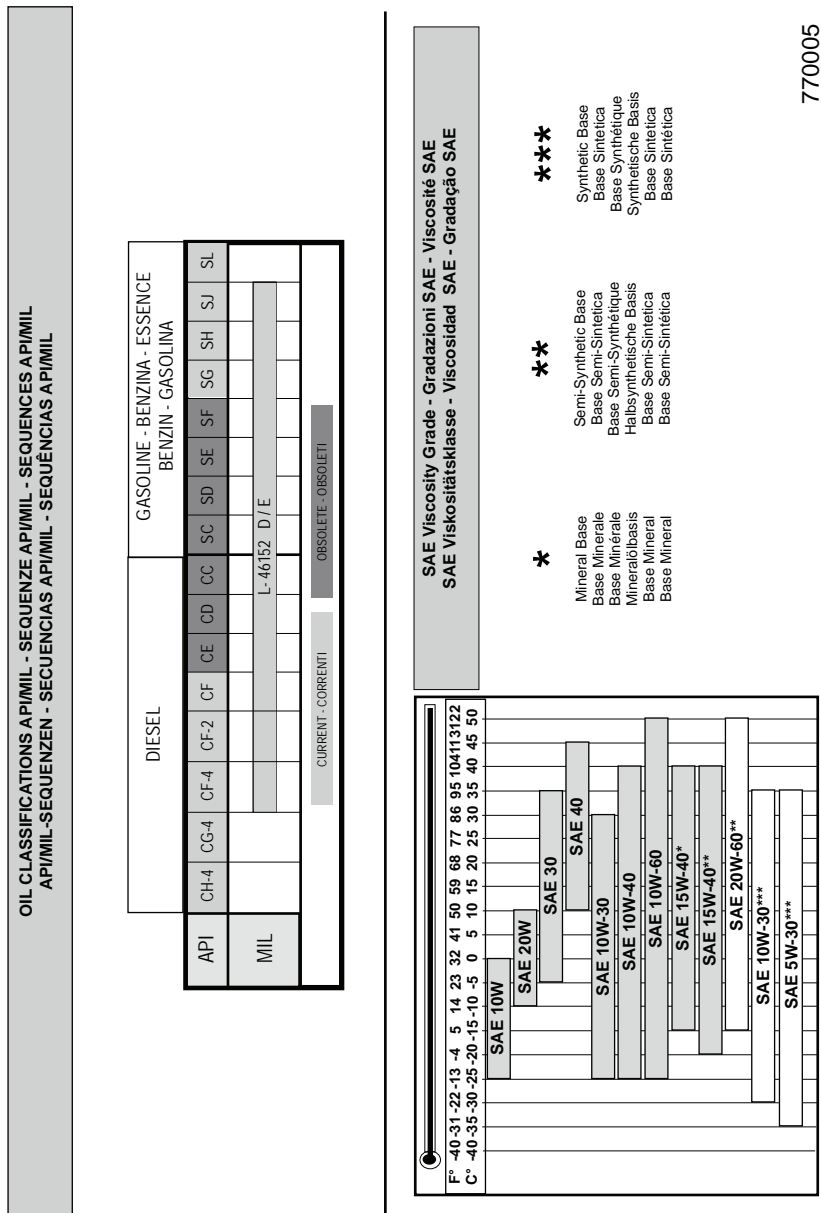 OIL CLASSIFICATIONS API/MIL - SEQUENZE API/MIL - SEQUENCES API/MIL
API/MIL-SEQUENZEN - SECUENCIAS API/MIL - SEQUÊNCIAS API/MIL
DIESEL
GASOLINE - BENZINA - ESSENCE
BENZIN - GASOLINA
API CH-4 CG-4 CF-4 CF-2 CF CE CD CC SC SD SE SF SG SH SJ SL
MIL L- 46152 D / E
CURRENT - CORRENTI OBSOLETE - OBSOLETI
SAE Viscosity Grade - Gradazioni SAE - Viscosité SAE
SAE Viskositätsklasse - Viscosidad SAE - Gradação SAE
F° -40 -31 -22 -13 -4 5 14 23 32 41 50 59 68 77 86 95 104 113 122
C° -40 -35 -30 -25 -20 -15 -10 -5 0 5 10 15 20 25 30 35 40 45 50
SAE 10W
SAE 20W
SAE 30
SAE 40
SAE 10W-30
SAE 10W-40
SAE 10W-60
SAE 15W-40*
SAE 15W-40**
SAE 20W-60**
SAE 10W-30***
SAE 5W-30***
*
Mineral Base
Base Minerale
Base Minérale
Mineralölbasis
Base Mineral
Base Mineral
**
Semi-Synthetic Base
Base Semi-Sintetica
Base Semi-Synthétique
Halbsynthetische Basis
Base Semi-Sintetica
Base Semi-Sintética
***
Synthetic Base
Base Sintetica
Base Synthétique
Synthetische Basis
Base Sintetica
Base Sintética
770005